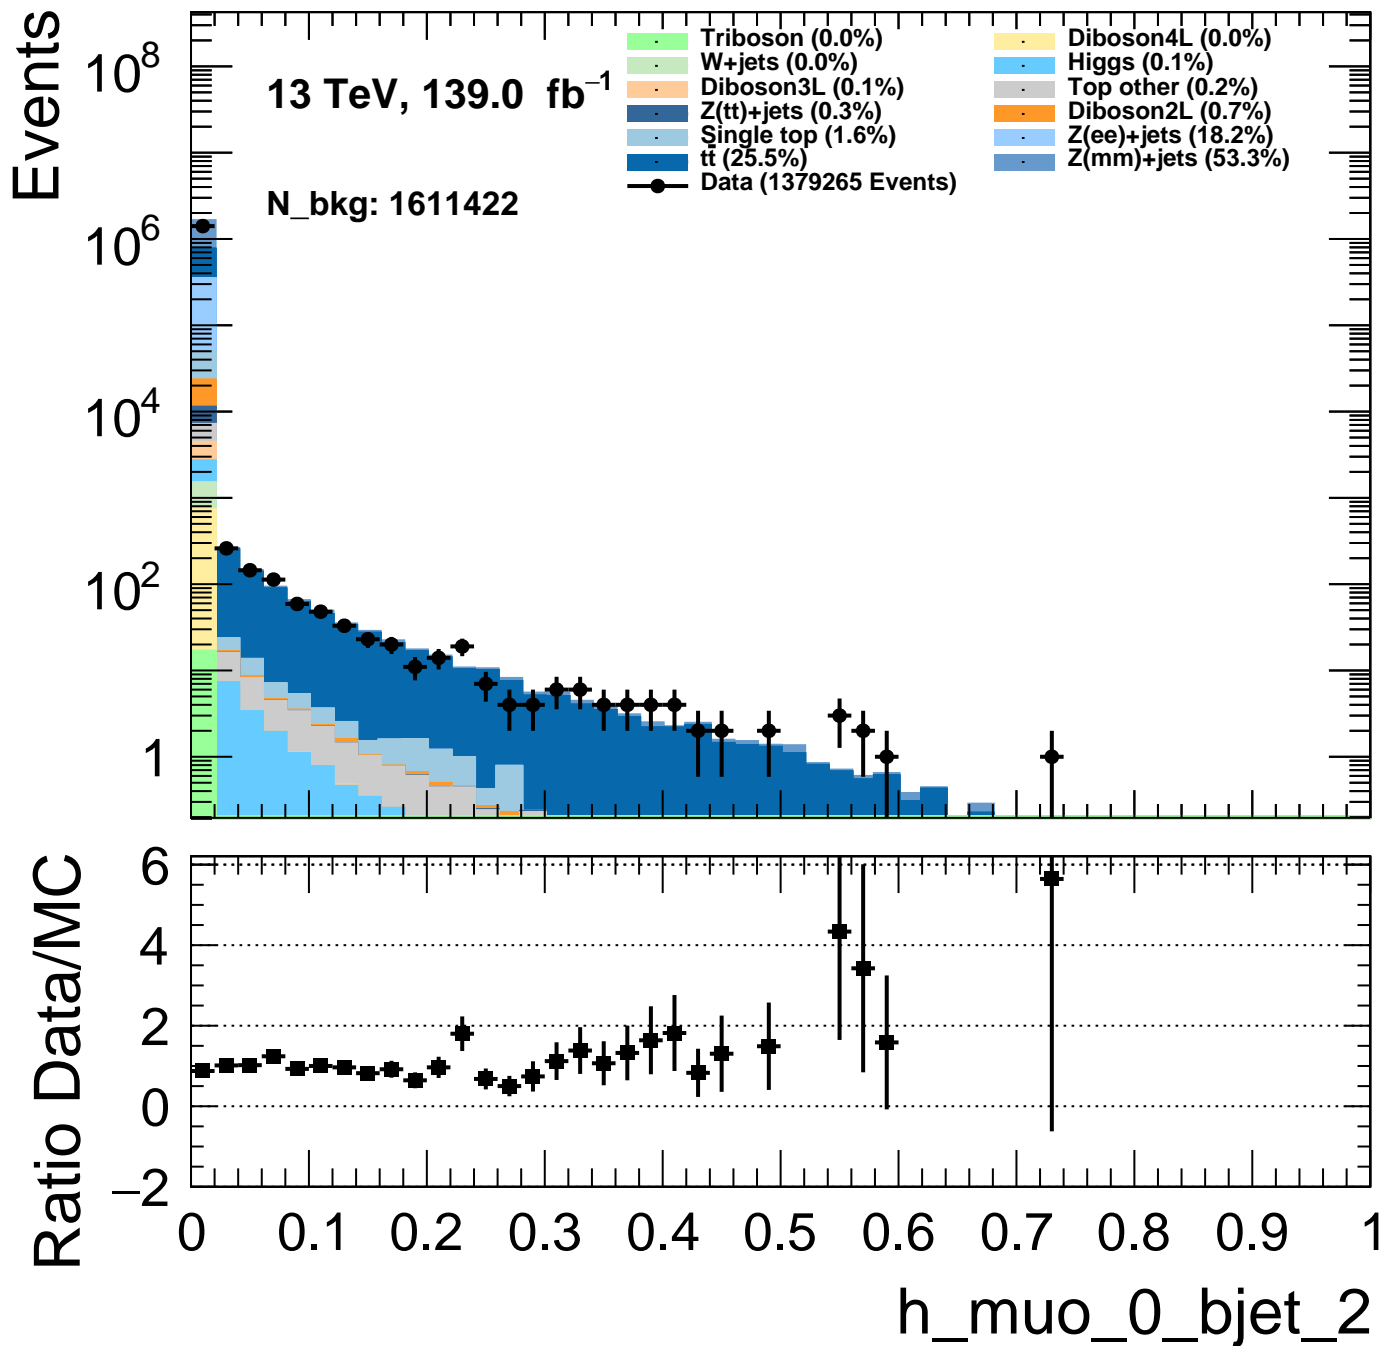 Events
10^8
10^6
10^4
10^2
1
13 TeV, 139.0 fb^-1
N_bkg: 1611422
Triboson (0.0%)
W+jets (0.0%)
Diboson3L (0.1%)
Z(tt)+jets (0.3%)
Single top (1.6%)
tt̄ (25.5%)
Data (1379265 Events)
Diboson4L (0.0%)
Higgs (0.1%)
Top other (0.2%)
Diboson2L (0.7%)
Z(ee)+jets (18.2%)
Z(mm)+jets (53.3%)
Ratio Data/MC
6
4
2
0
−2
0 0.1 0.2 0.3 0.4 0.5 0.6 0.7 0.8 0.9 1
h_muo_0_bjet_2